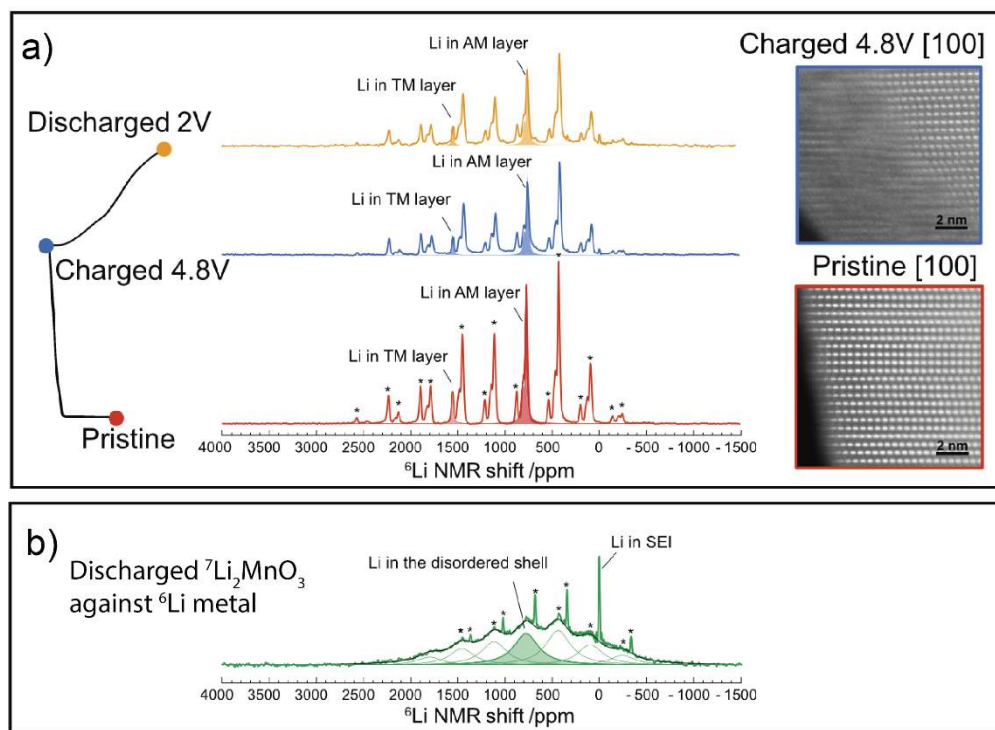 a)
Charged 4.8V [100]
Discharged 2V
Charged 4.8V
Pristine
Li in AM layer
Li in TM layer
Li in AM layer
Li in TM layer
*
Li in AM layer
Li in TM layer
* * * * * * * * * * * * *
4000 3500 3000 2500 2000 1500 1000 500 0 -500 -1000 -1500
⁶Li NMR shift /ppm
2 nm
Pristine [100]
2 nm
b)
Discharged ⁷Li₂MnO₃
against ⁶Li metal
Li in SEI
Li in the disordered shell
* * * * * * * * * *
4000 3500 3000 2500 2000 1500 1000 500 0 -500 -1000 -1500
⁶Li NMR shift /ppm